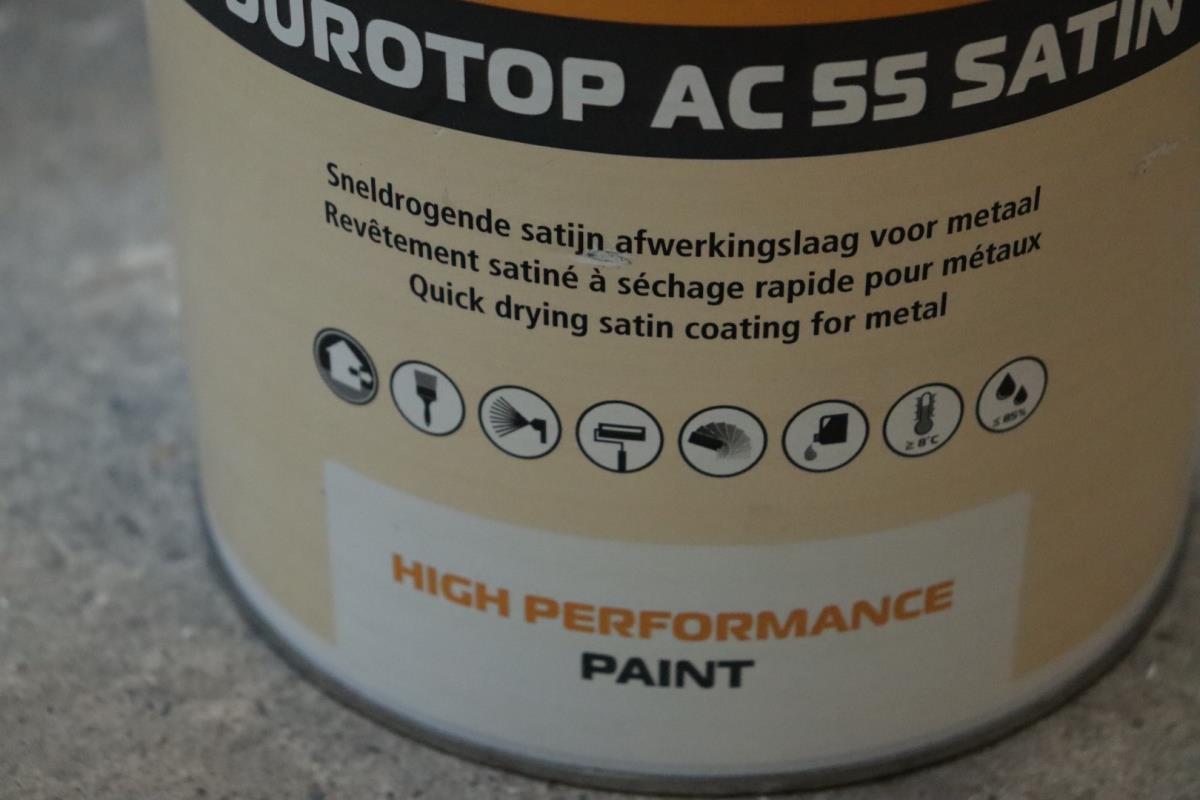 UROTOP AC SS SATIN
Sneldrogende satijn afwerkingslaag voor metaal
Revêtement satiné à séchage rapide pour métaux
Quick drying satin coating for metal
≥ 8°C
≤ 85%
HIGH PERFORMANCE
PAINT